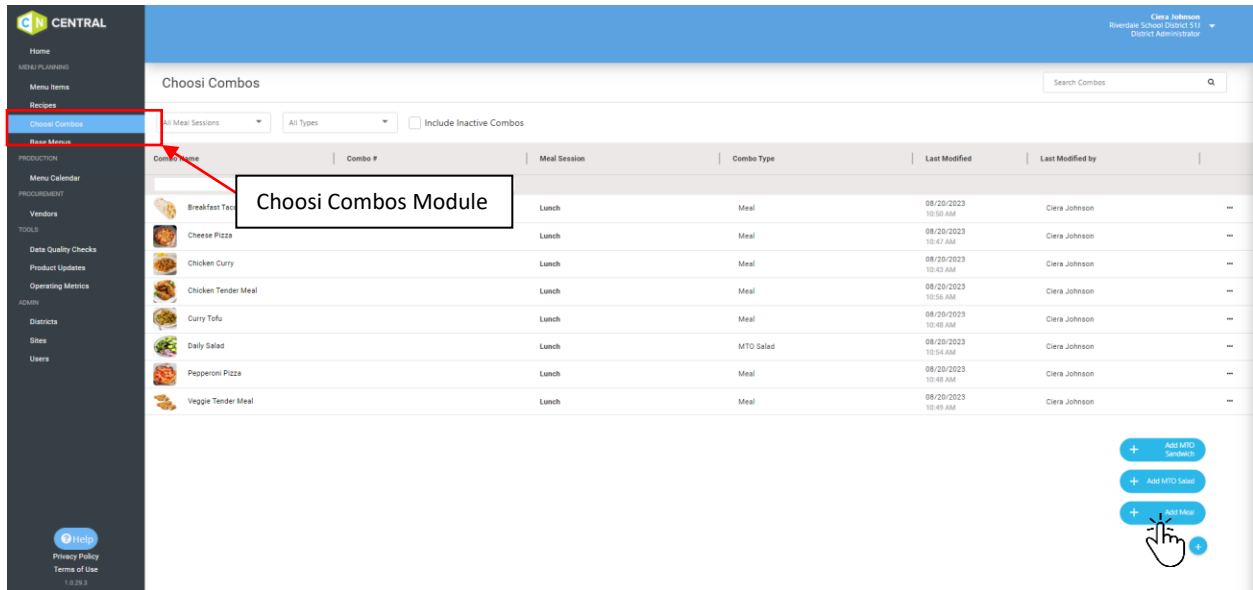 CN CENTRAL
Ciera Johnson
Riverdale School District 51J
District Administrator
Home
MENU PLANNING
Menu Items
Recipes
Choosi Combos
Base Menus
PRODUCTION
Menu Calendar
PROCUREMENT
Vendors
TOOLS
Data Quality Checks
Product Updates
Operating Metrics
ADMIN
Districts
Sites
Users
Help
Privacy Policy
Terms of Use
1.0.29.3
Choosi Combos
Search Combos
All Meal Sessions
All Types
Include Inactive Combos
Combo Name Combo # Meal Session Combo Type Last Modified Last Modified by
Choosi Combos Module
Breakfast Taco Lunch Meal 08/20/2023 Ciera Johnson ...
10:50 AM
Cheese Pizza Lunch Meal 08/20/2023 Ciera Johnson ...
10:47 AM
Chicken Curry Lunch Meal 08/20/2023 Ciera Johnson ...
10:43 AM
Chicken Tender Meal Lunch Meal 08/20/2023 Ciera Johnson ...
10:56 AM
Curry Tofu Lunch Meal 08/20/2023 Ciera Johnson ...
10:48 AM
Daily Salad Lunch MTO Salad 08/20/2023 Ciera Johnson ...
10:54 AM
Pepperoni Pizza Lunch Meal 08/20/2023 Ciera Johnson ...
10:48 AM
Veggie Tender Meal Lunch Meal 08/20/2023 Ciera Johnson ...
10:49 AM
+ Add MTO
Sandwich
+ Add MTO Salad
+ Add Meal
+